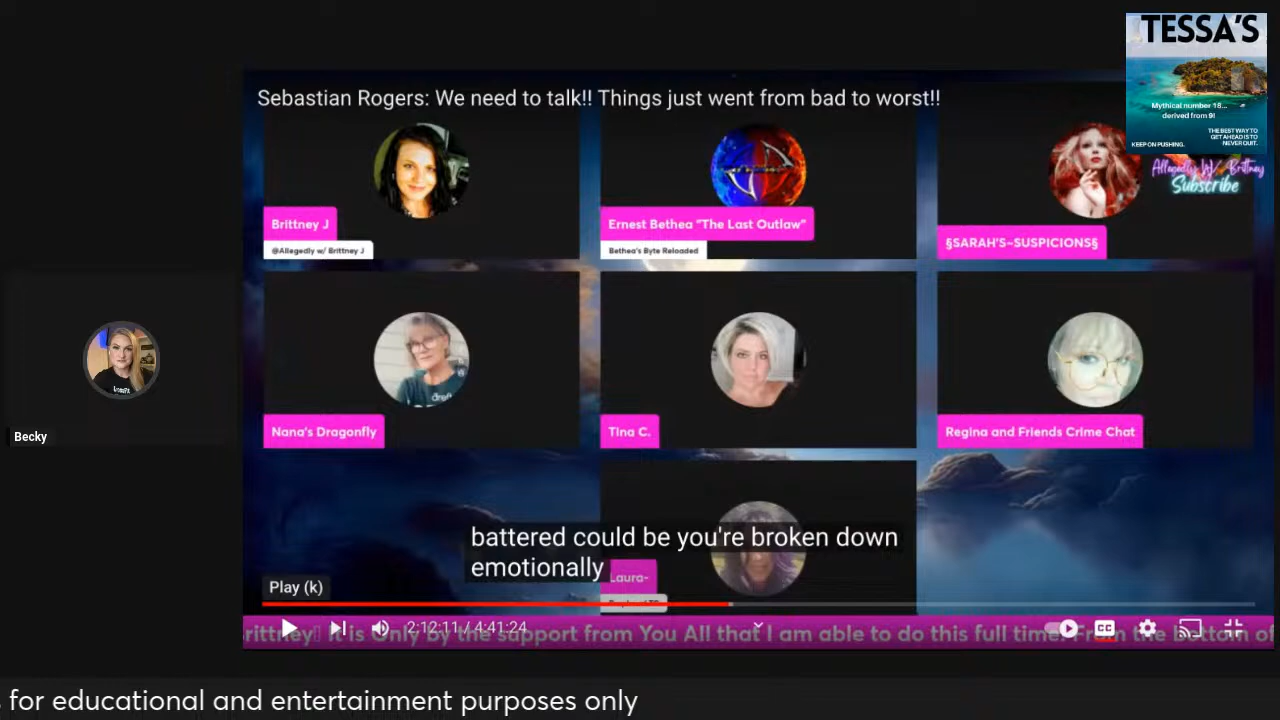 TESSA'S
Mythical number 18...
derived from 9!
THE BEST WAY TO
GET AHEAD IS TO
NEVER QUIT.
KEEP ON PUSHING.
Sebastian Rogers: We need to talk!! Things just went from bad to worst!!
Allegedly W/ Brittney
Subscribe
Brittney J
@Allegedly w/ Brittney J
Ernest Bethea "The Last Outlaw"
Bethea's Byte Reloaded
§SARAH'S~SUSPICIONS§
Becky
Nana's Dragonfly
Tina C.
Regina and Friends Crime Chat
battered could be you're broken down
emotionally
Laura-
Play (k)
2:12:11 / 4:41:24
CC
rittney It is Only by the support from You All that I am able to do this full time. From the bottom of
for educational and entertainment purposes only